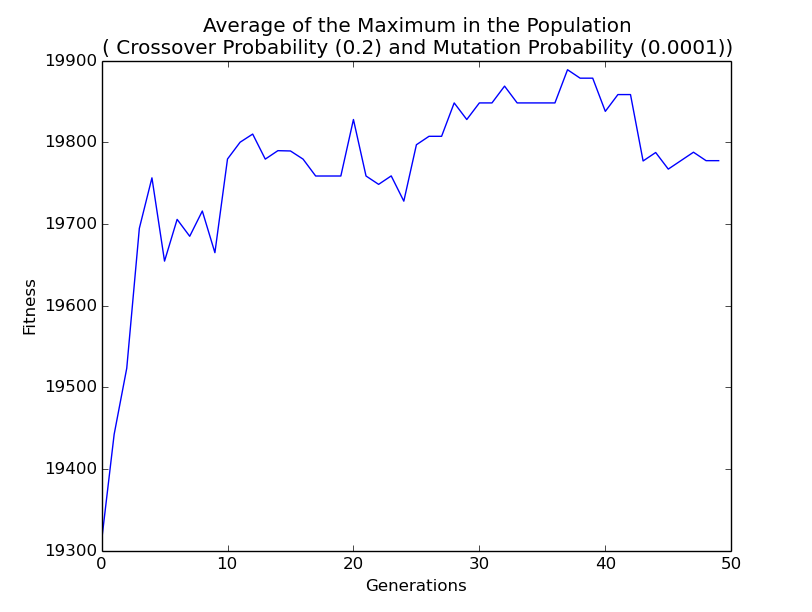 Average of the Maximum in the Population
( Crossover Probability (0.2) and Mutation Probability (0.0001))
19900
19800
19700
19600
19500
19400
19300
Fitness
0 10 20 30 40 50
Generations